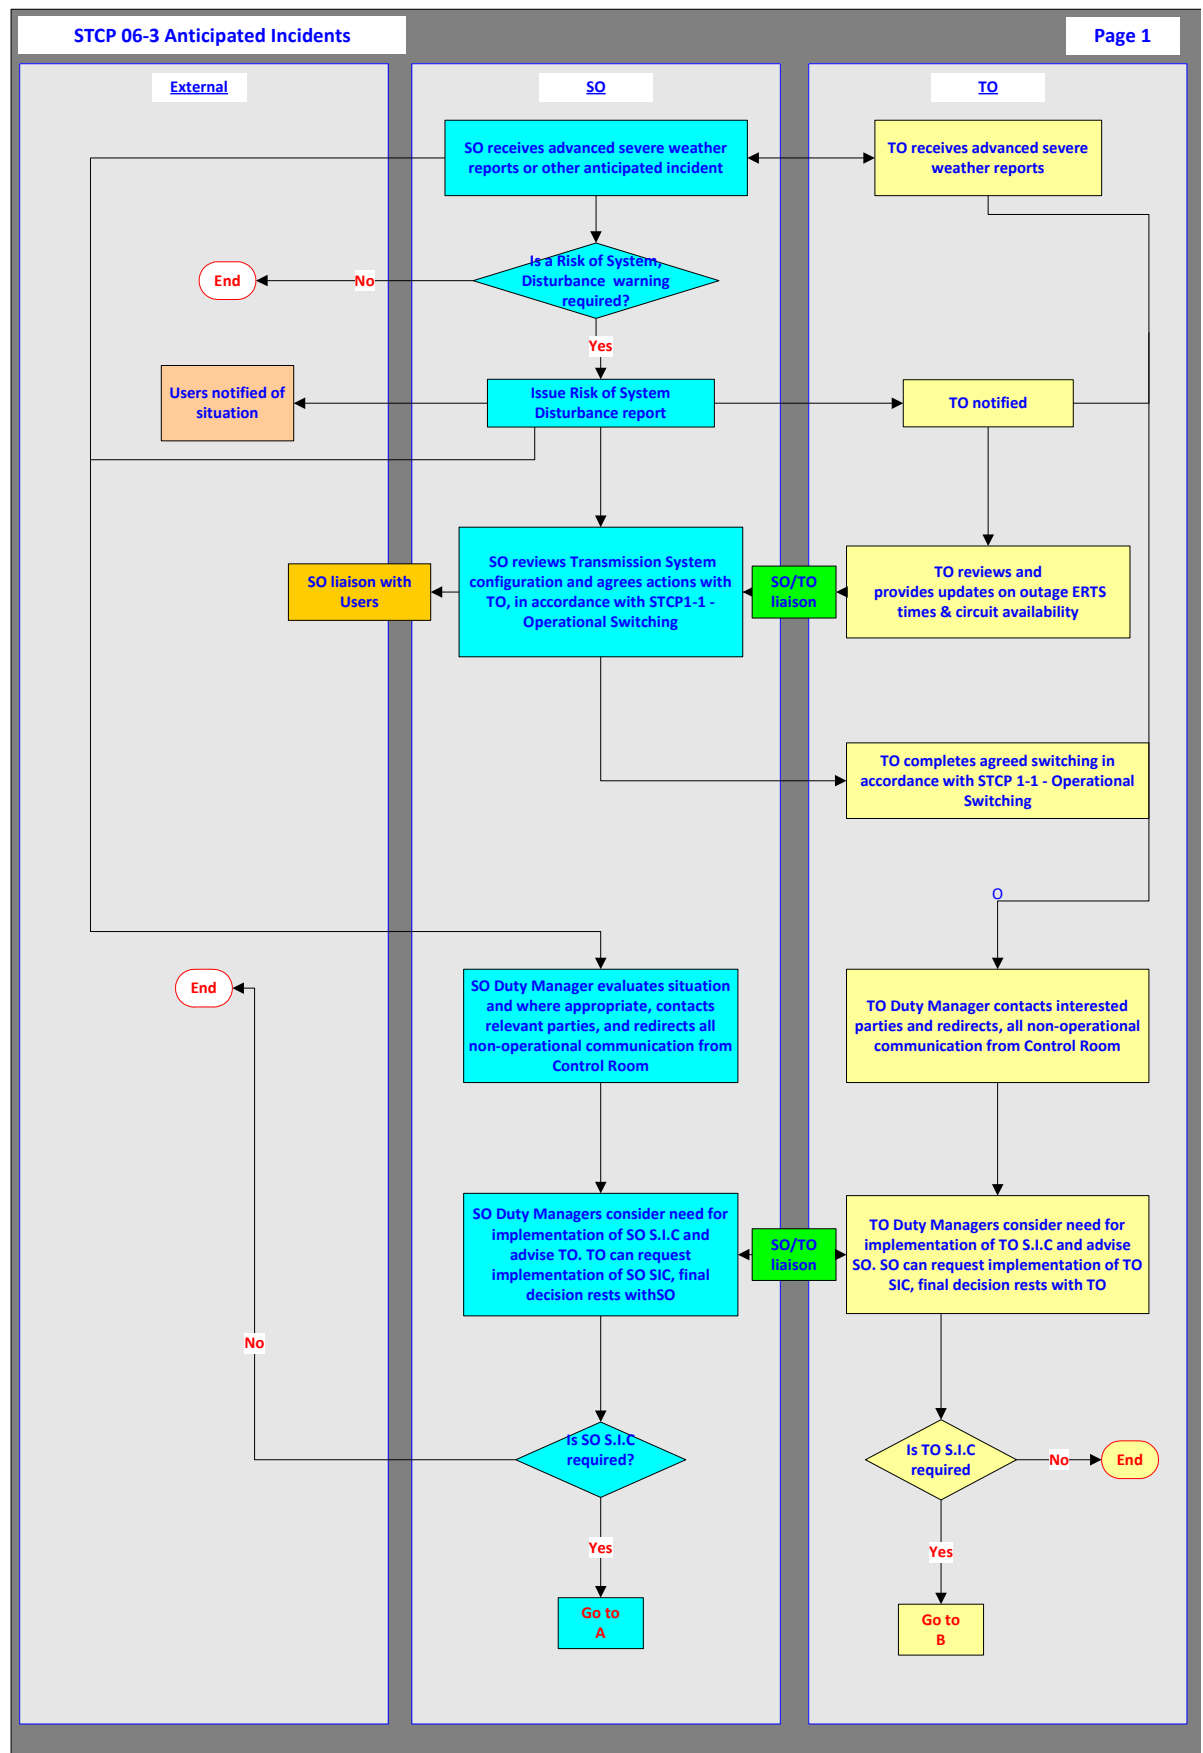 STCP 06-3 Anticipated Incidents
Page 1
External
SO
TO
SO receives advanced severe weather
reports or other anticipated incident
TO receives advanced severe
weather reports
Is a Risk of System,
Disturbance warning
required?
No
End
Yes
Users notified of
situation
Issue Risk of System
Disturbance report
TO notified
SO liaison with
Users
SO reviews Transmission System
configuration and agrees actions with
TO, in accordance with STCP1-1 -
Operational Switching
SO/TO
liaison
TO reviews and
provides updates on outage ERTS
times & circuit availability
TO completes agreed switching in
accordance with STCP 1-1 - Operational
Switching
O
End
SO Duty Manager evaluates situation
and where appropriate, contacts
relevant parties, and redirects all
non-operational communication from
Control Room
TO Duty Manager contacts interested
parties and redirects, all non-operational
communication from Control Room
SO Duty Managers consider need for
implementation of SO S.I.C and
advise TO. TO can request
implementation of SO SIC, final
decision rests withSO
SO/TO
liaison
TO Duty Managers consider need for
implementation of TO S.I.C and advise
SO. SO can request implementation of TO
SIC, final decision rests with TO
No
Is SO S.I.C
required?
Is TO S.I.C
required
No
End
Yes
Yes
Go to
A
Go to
B